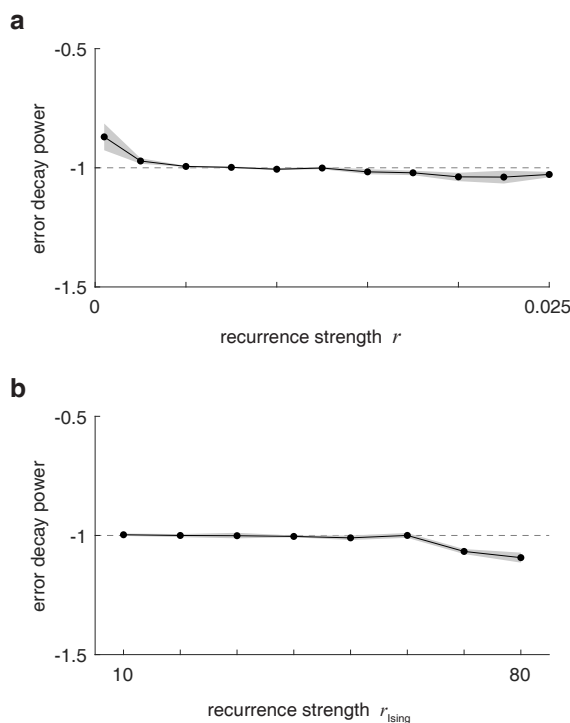 a
-0.5
error decay power
-1
-1.5
0
0.025
recurrence strength r
b
-0.5
error decay power
-1
-1.5
10
80
recurrence strength rIsing